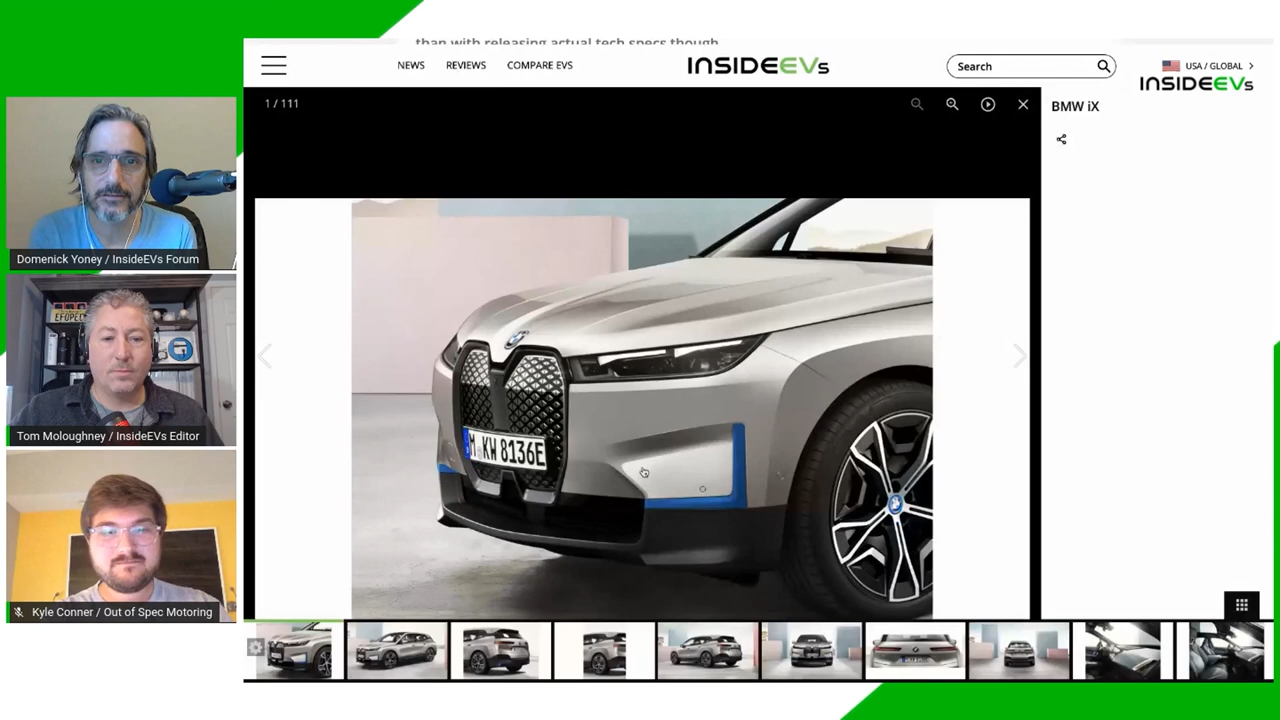 than with releasing actual tech specs though
NEWS
REVIEWS
COMPARE EVS
INSIDEEVs
Search
USA / GLOBAL
INSIDEEVs
1 / 111
BMW iX
Domenick Yoney / InsideEVs Forum
EFOPEC
Tom Moloughney / InsideEVs Editor
M KW 8136E
Kyle Conner / Out of Spec Motoring